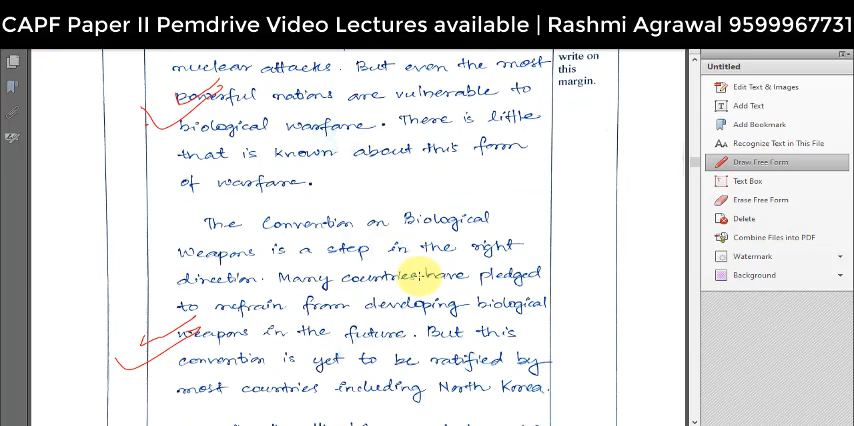 CAPF Paper II Pemdrive Video Lectures available | Rashmi Agrawal 9599967731
nuclear attacks. But even the most
powerful nations are vulnerable to
biological warfare. There is little
that is known about this form
of warfare.
The Convention on Biological
Weapons is a step in the right
direction. Many countries have pledged
to refrain from developing biological
weapons in the future. But this
convention is yet to be ratified by
most countries including North Korea.
write on
this
margin.
Untitled
Edit Text & Images
Add Text
Add Bookmark
Recognize Text in This File
Draw Free Form
Text Box
Erase Free Form
Delete
Combine Files into PDF
Watermark
Background